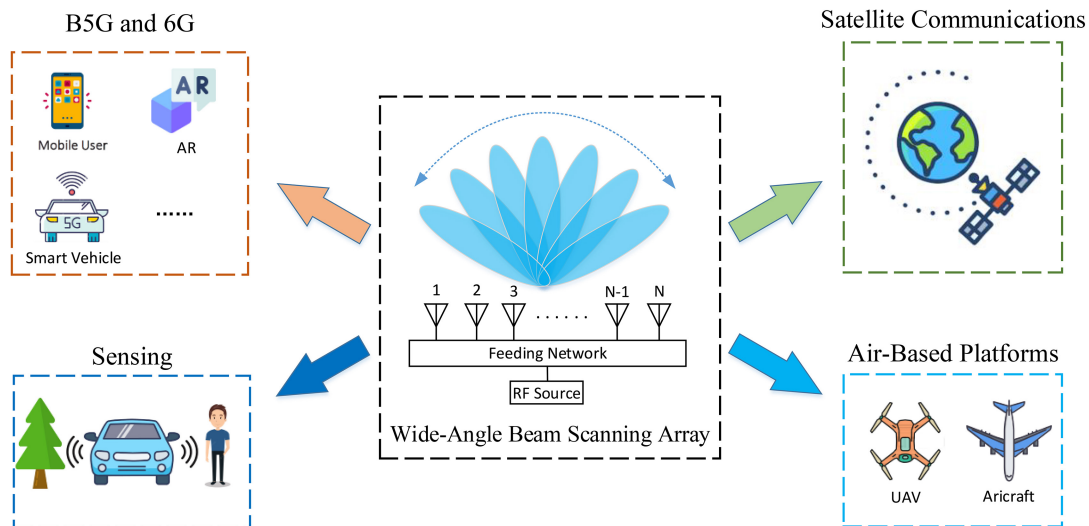 B5G and 6G
Mobile User
AR
AR
5G
Smart Vehicle
......
Sensing
1 2 3 ...... N-1 N
Feeding Network
RF Source
Wide-Angle Beam Scanning Array
Satellite Communications
Air-Based Platforms
UAV
Aricraft